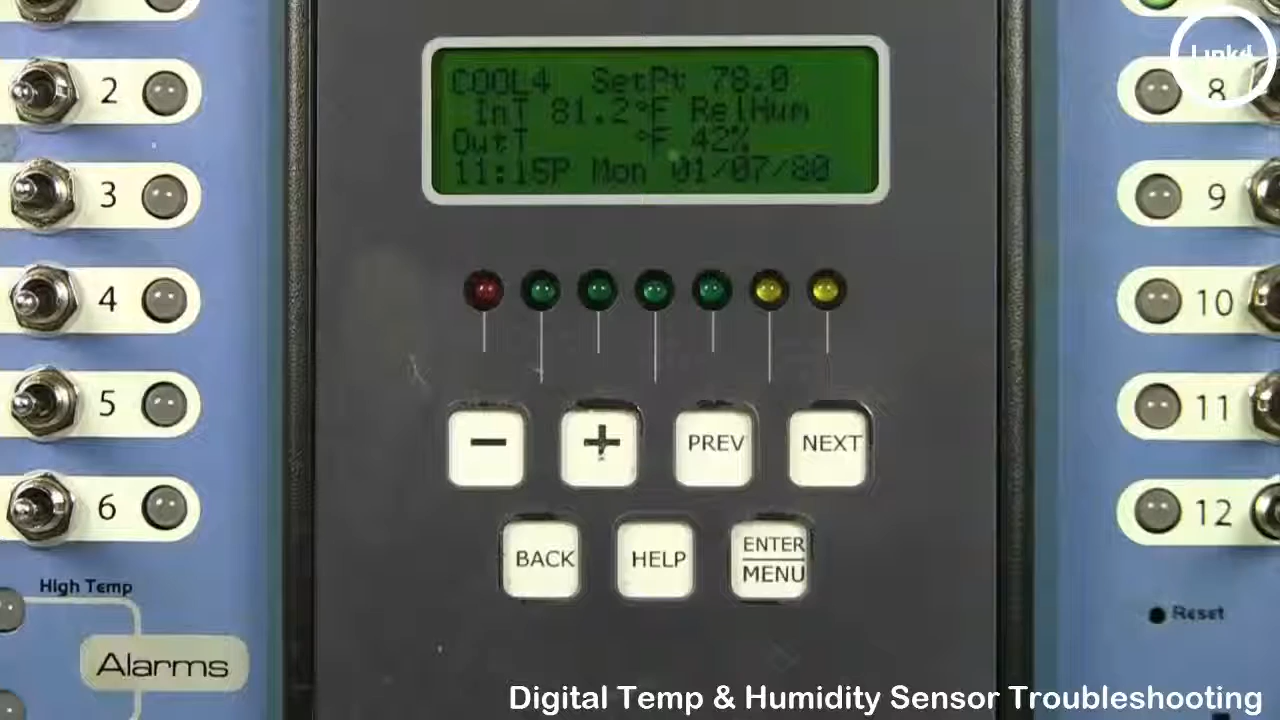 COOL4 SetPt 78.0
InT 81.2°F RelHum
OutT °F 42%
11:15P Mon 01/07/80
2
3
4
5
6
8
9
10
11
12
− + PREV NEXT
BACK HELP ENTER
MENU
High Temp
Alarms
Reset
Link4
Digital Temp & Humidity Sensor Troubleshooting